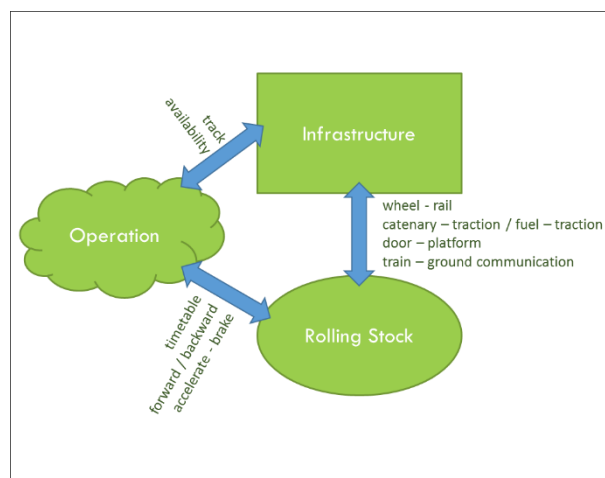 track
availability
Infrastructure
wheel - rail
catenary – traction / fuel – traction
door – platform
train – ground communication
Operation
timetable
forward / backward
accelerate - brake
Rolling Stock